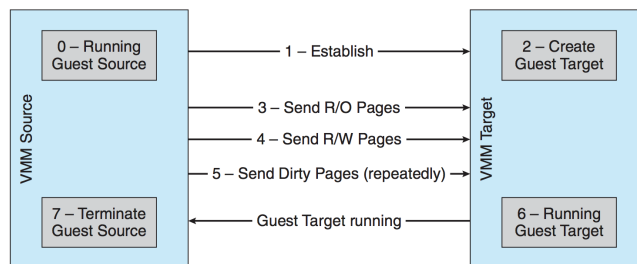 0 – Running
Guest Source
1 – Establish
2 – Create
Guest Target
VMM Source
3 – Send R/O Pages
VMM Target
4 – Send R/W Pages
5 – Send Dirty Pages (repeatedly)
7 – Terminate
Guest Source
Guest Target running
6 – Running
Guest Target